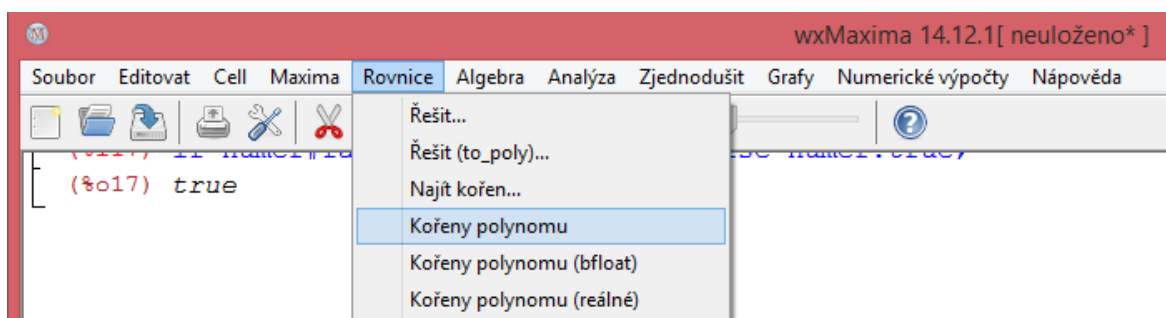 wxMaxima 14.12.1[ neuloženo* ]
Soubor Editovat Cell Maxima Rovnice Algebra Analýza Zjednodušit Grafy Numerické výpočty Nápověda
Řešit...
Řešit (to_poly)...
(%o17) true
Najít kořen...
Kořeny polynomu
Kořeny polynomu (bfloat)
Kořeny polynomu (reálné)